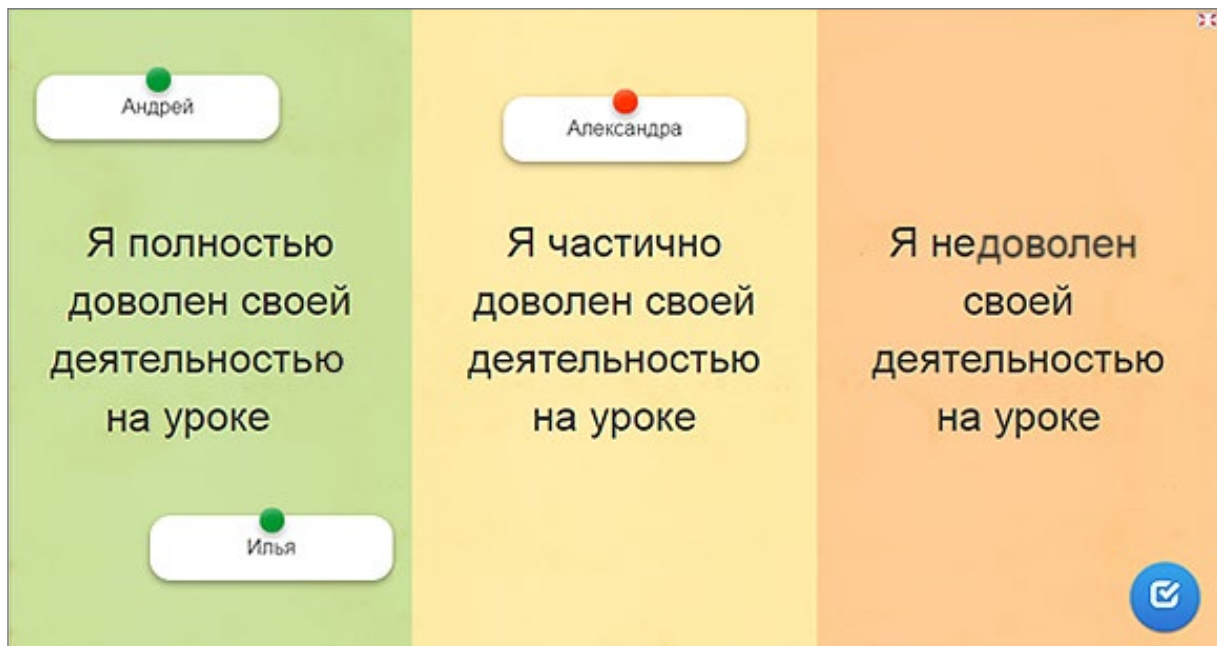 Андрей
Я полностью
доволен своей
деятельностью
на уроке
Илья
Александра
Я частично
доволен своей
деятельностью
на уроке
Я недоволен
своей
деятельностью
на уроке